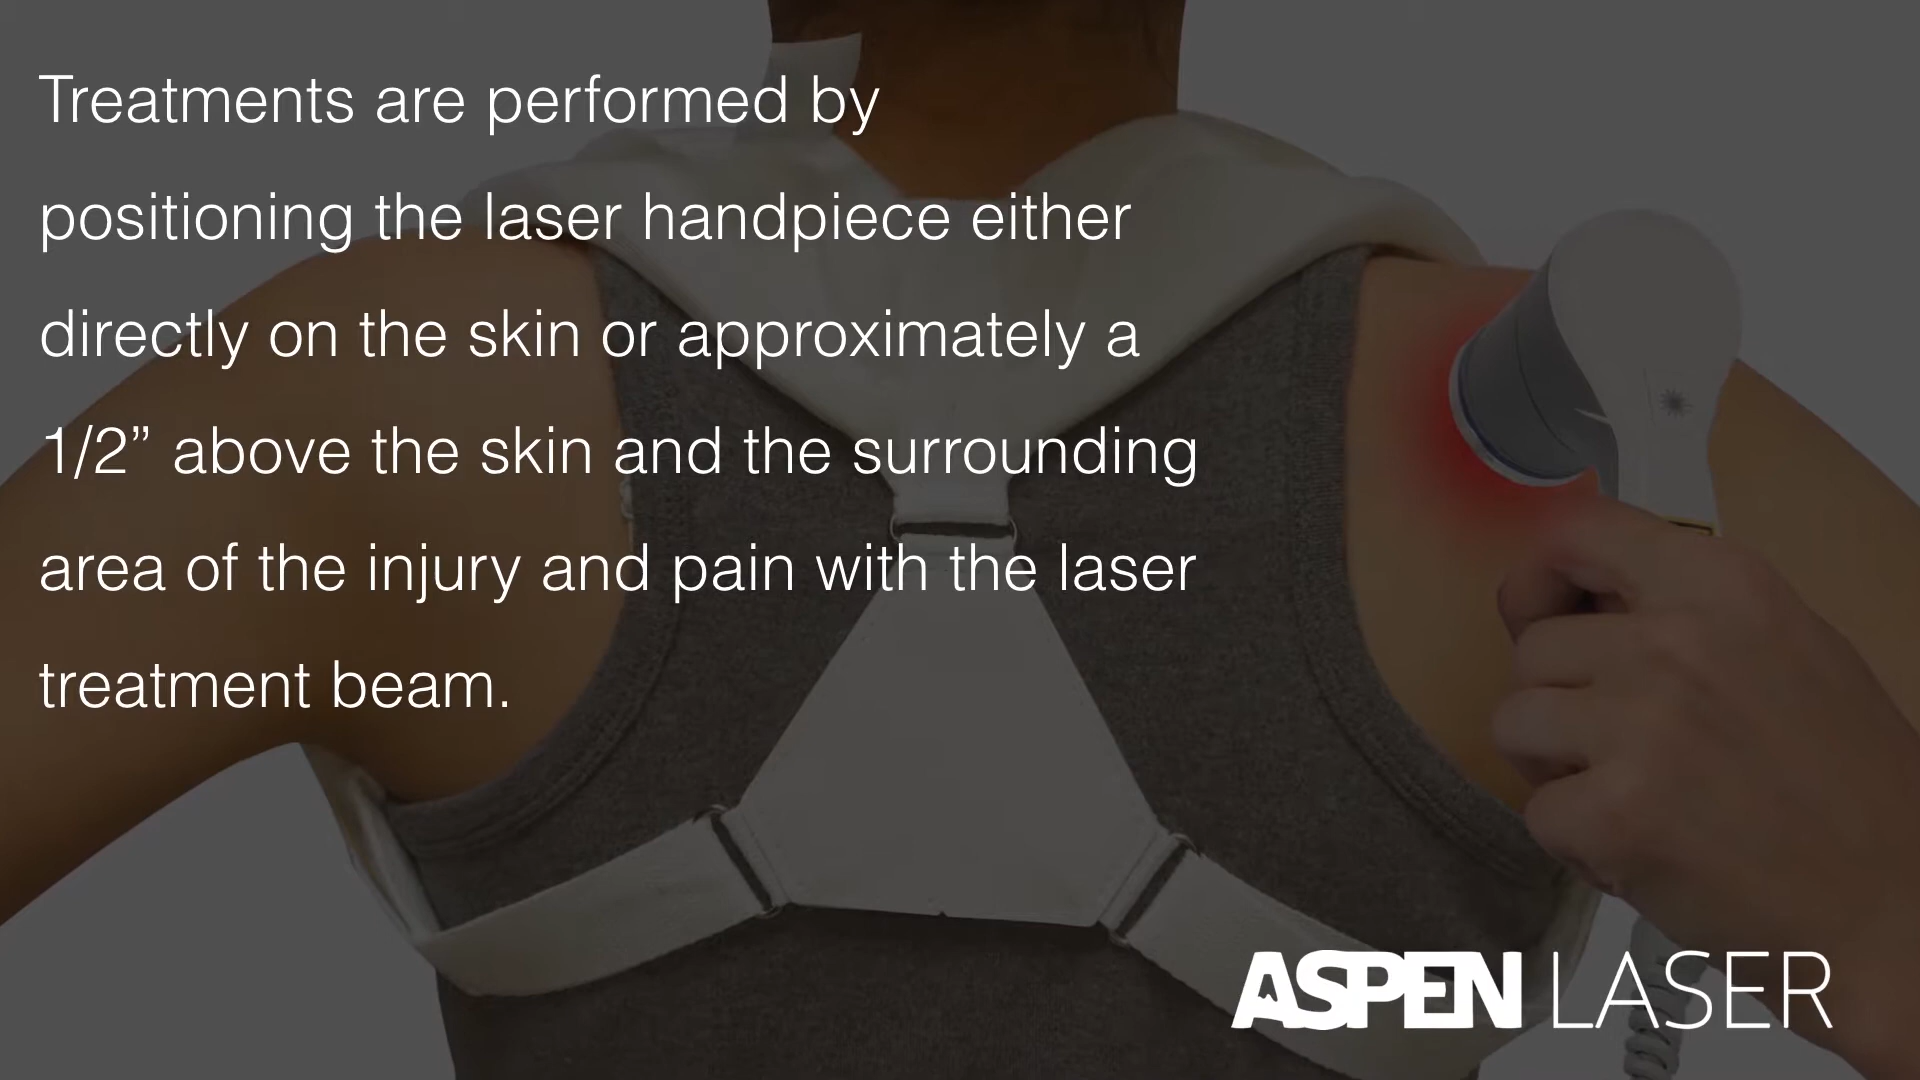 Treatments are performed by
positioning the laser handpiece either
directly on the skin or approximately a
1/2” above the skin and the surrounding
area of the injury and pain with the laser
treatment beam.
ASPEN LASER